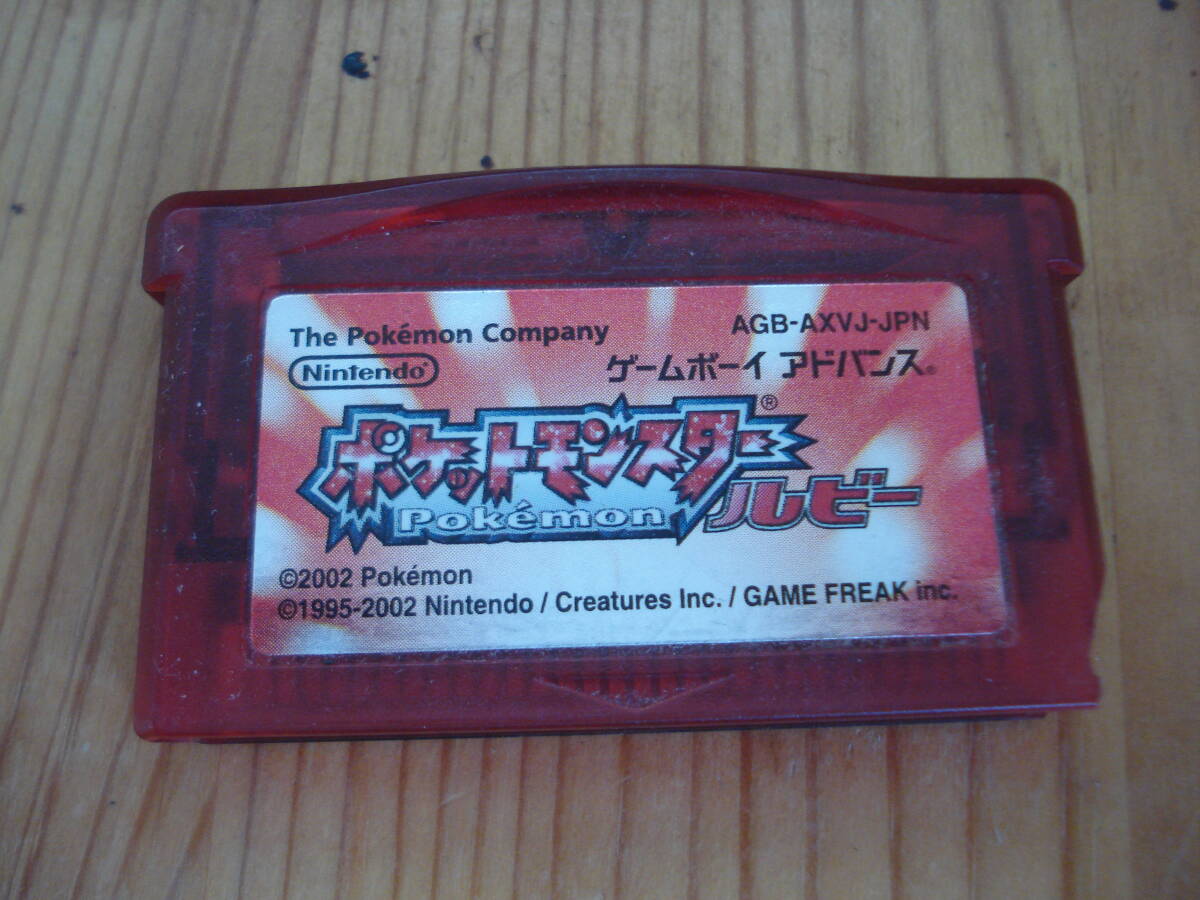 The Pokémon Company
AGB-AXVJ-JPN
Nintendo®
ゲームボーイ アドバンス®
ポケットモンスター®
Pokémon ルビー
©2002 Pokémon
©1995-2002 Nintendo / Creatures Inc. / GAME FREAK inc.